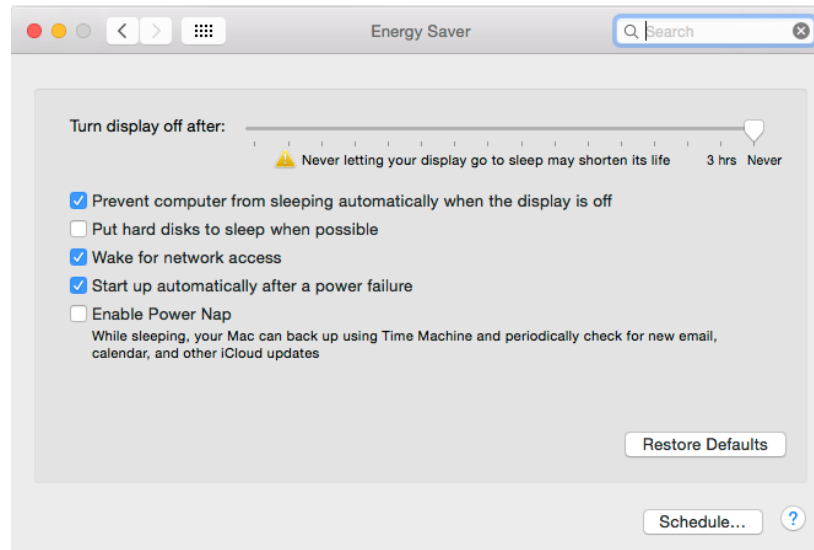 Energy Saver
Search
Turn display off after:
Never letting your display go to sleep may shorten its life 3 hrs Never
Prevent computer from sleeping automatically when the display is off
Put hard disks to sleep when possible
Wake for network access
Start up automatically after a power failure
Enable Power Nap
While sleeping, your Mac can back up using Time Machine and periodically check for new email,
calendar, and other iCloud updates
Restore Defaults
Schedule... ?